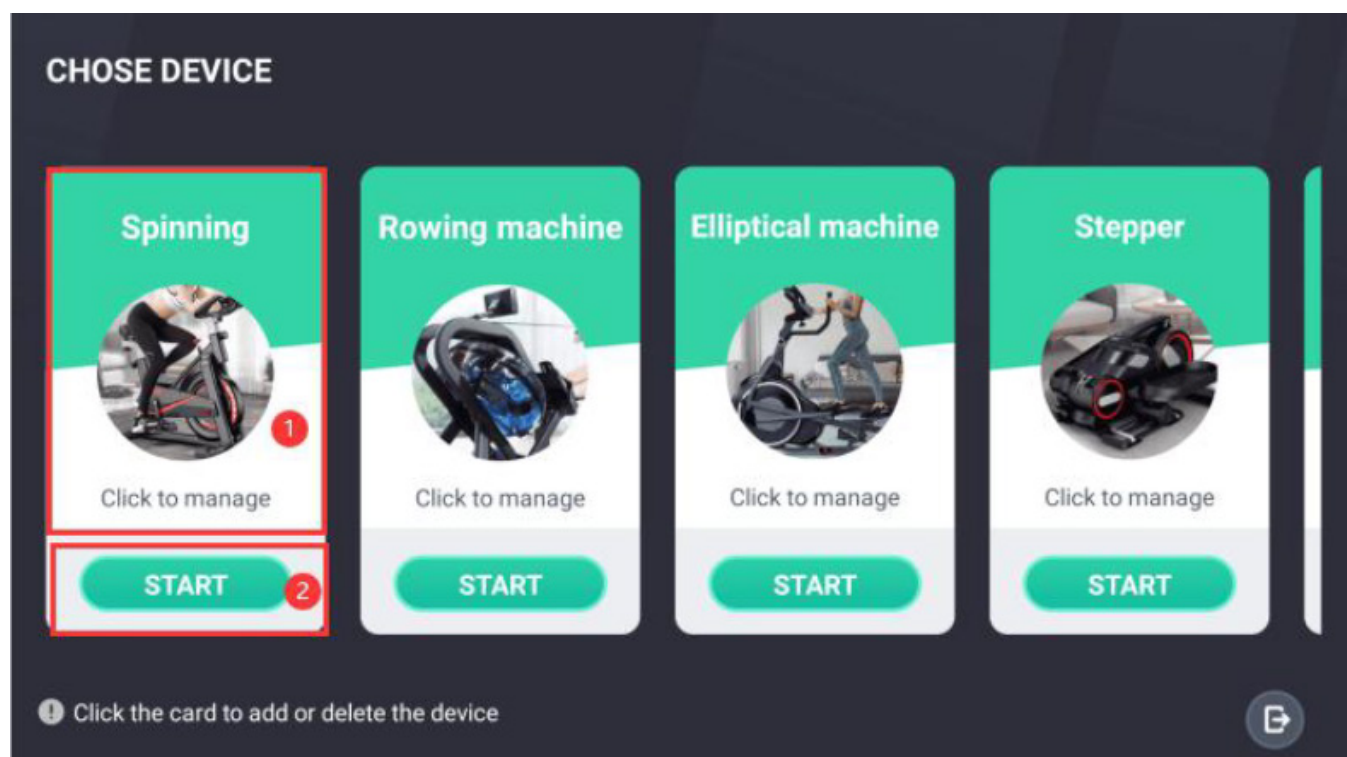 CHOSE DEVICE
Spinning
1
Click to manage
START
2
Rowing machine
Click to manage
START
Elliptical machine
Click to manage
START
Stepper
Click to manage
START
Click the card to add or delete the device